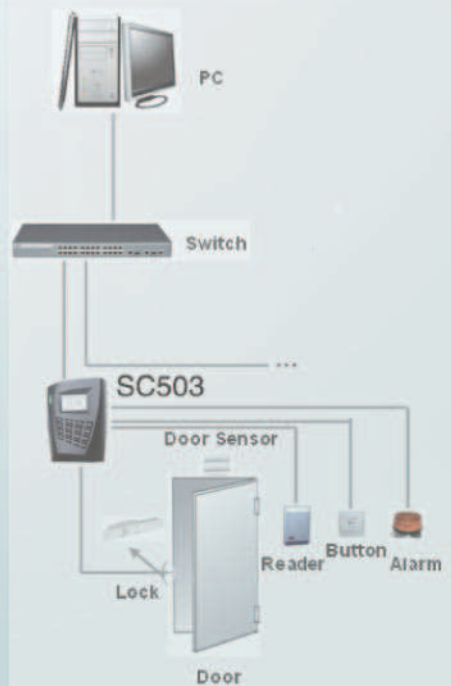 PC
Switch
...
SC503
Door Sensor
Reader
Button
Alarm
Lock
Door